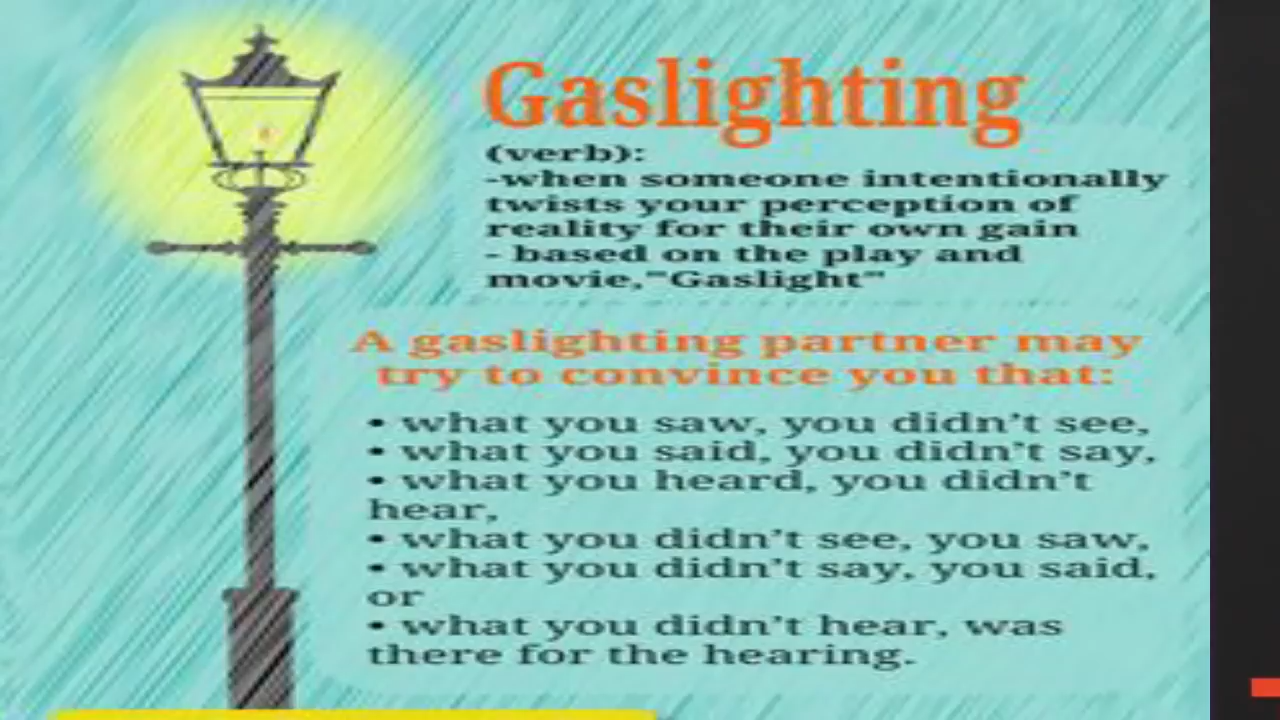 Gaslighting
(verb):
-when someone intentionally
twists your perception of
reality for their own gain
- based on the play and
movie,"'Gaslight"'
A gaslighting partner may
try to convince you that:
• what you saw, you didn't see,
• what you said, you didn't say,
• what you heard, you didn't
hear,
• what you didn't see, you saw,
• what you didn't say, you said,
or
• what you didn't hear, was
there for the hearing.